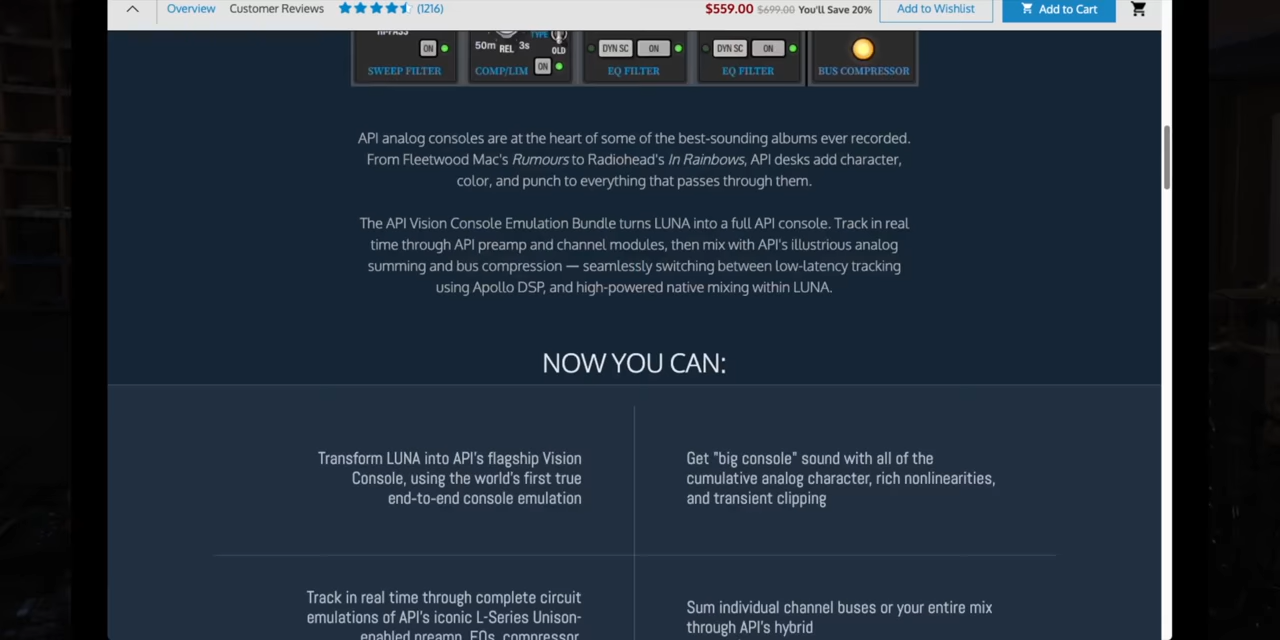 Overview Customer Reviews (1216) $559.00 $699.00 You'll Save 20% Add to Wishlist Add to Cart
ON 50m REL 3s TYPE OLD ON DYN SC ON DYN SC ON
SWEEP FILTER COMP/LIM EQ FILTER EQ FILTER BUS COMPRESSOR
API analog consoles are at the heart of some of the best-sounding albums ever recorded.
From Fleetwood Mac's Rumours to Radiohead's In Rainbows, API desks add character,
color, and punch to everything that passes through them.
The API Vision Console Emulation Bundle turns LUNA into a full API console. Track in real
time through API preamp and channel modules, then mix with API's illustrious analog
summing and bus compression — seamlessly switching between low-latency tracking
using Apollo DSP, and high-powered native mixing within LUNA.
NOW YOU CAN:
Transform LUNA into API's flagship Vision
Console, using the world's first true
end-to-end console emulation
Get "big console" sound with all of the
cumulative analog character, rich nonlinearities,
and transient clipping
Track in real time through complete circuit
emulations of API's iconic L-Series Unison-
enabled preamp, EQs, compressor,
Sum individual channel buses or your entire mix
through API's hybrid